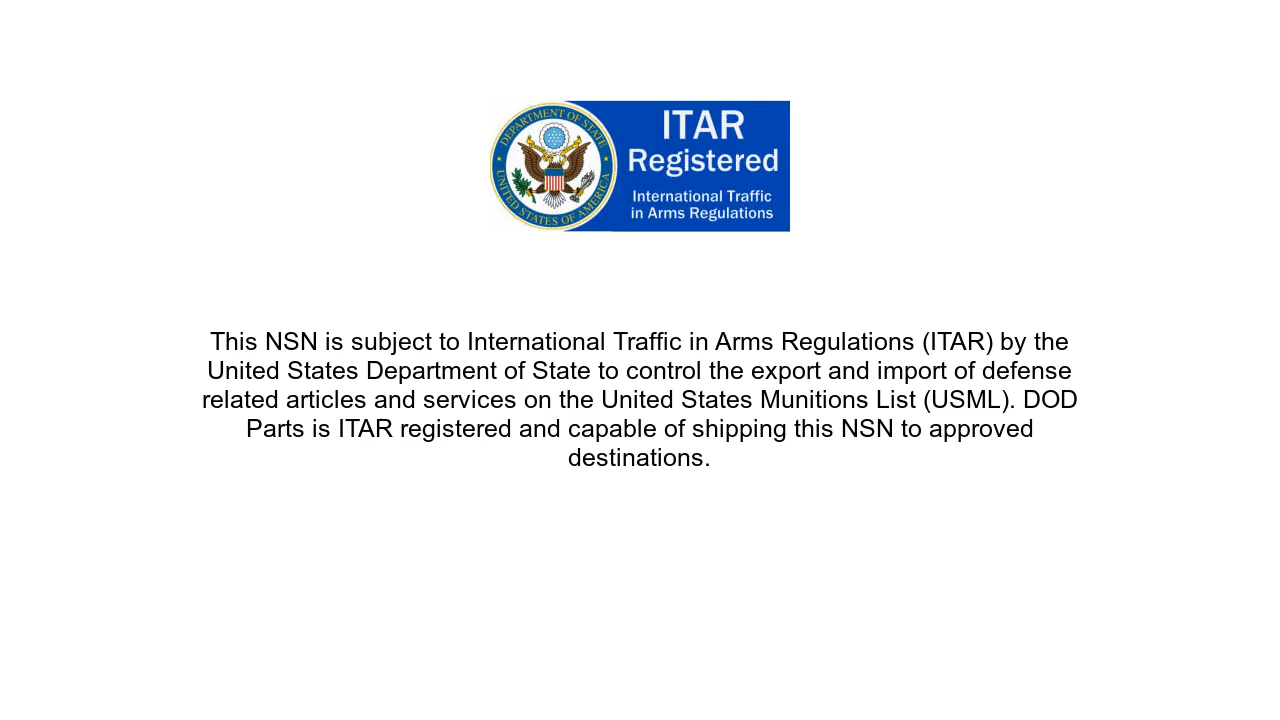 DEPARTMENT OF STATE
UNITED STATES OF AMERICA
ITAR
Registered
International Traffic
in Arms Regulations
This NSN is subject to International Traffic in Arms Regulations (ITAR) by the
United States Department of State to control the export and import of defense
related articles and services on the United States Munitions List (USML). DOD
Parts is ITAR registered and capable of shipping this NSN to approved
destinations.